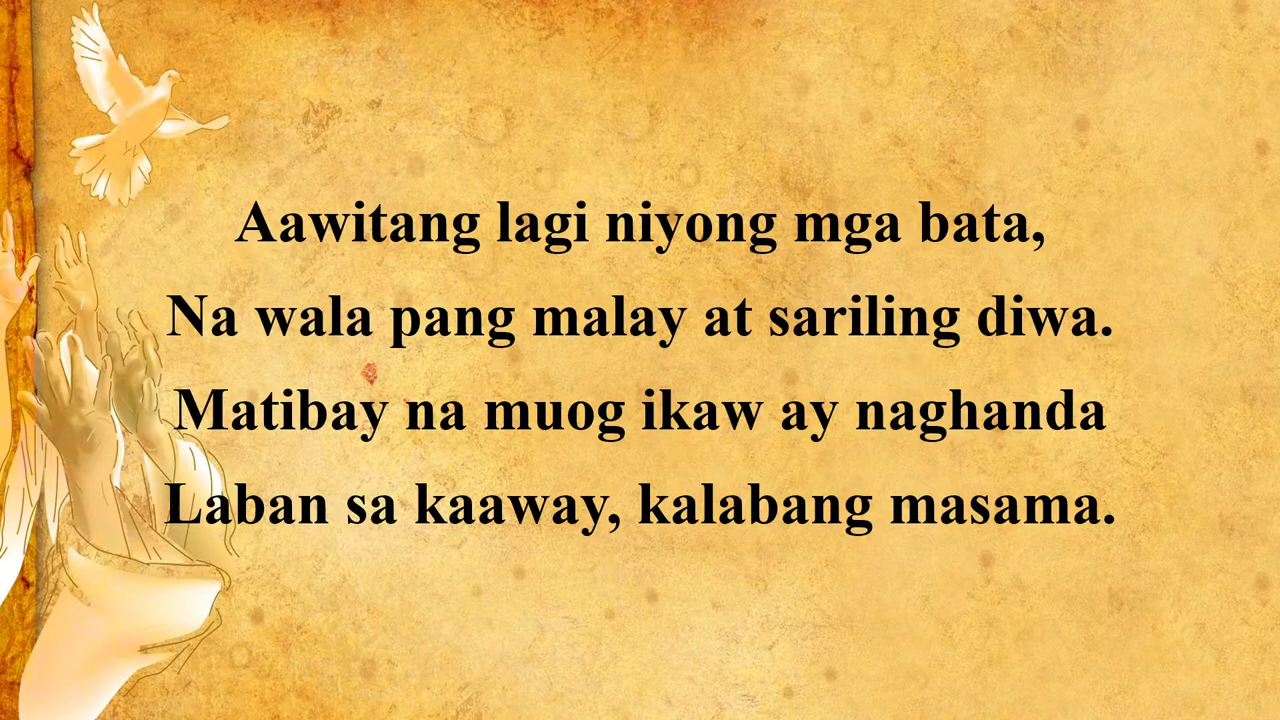 Aawitang lagi niyong mga bata,
Na wala pang malay at sariling diwa.
Matibay na muog ikaw ay naghanda
Laban sa kaaway, kalabang masama.